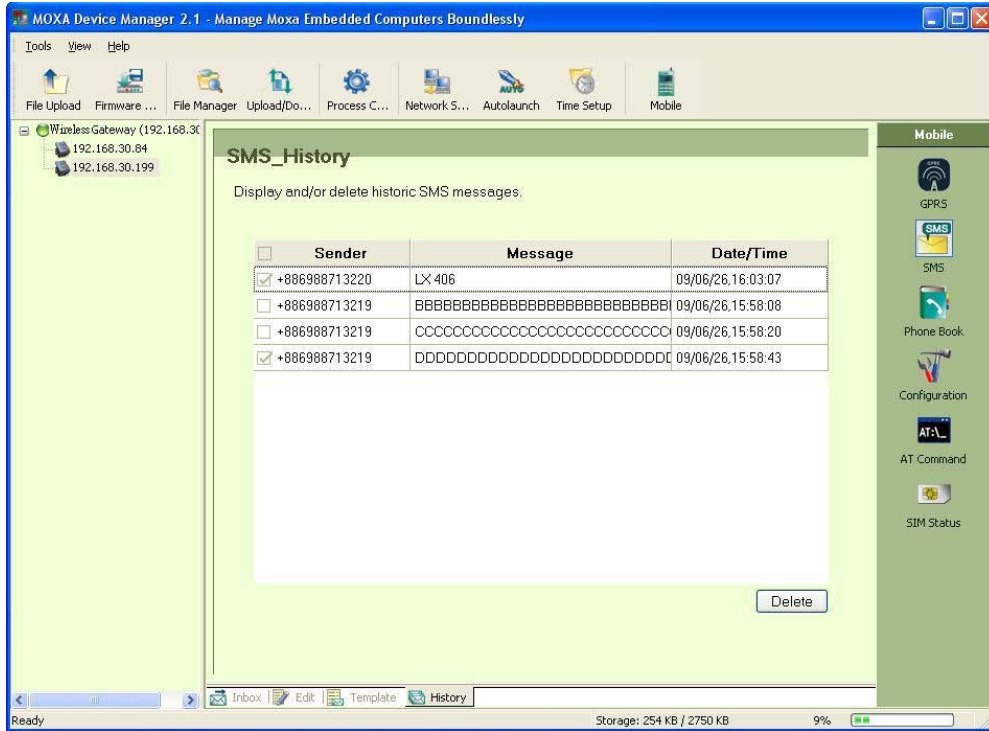 MOXA Device Manager 2.1 - Manage Moxa Embedded Computers Boundlessly
Tools View Help
File Upload Firmware ... File Manager Upload/Do... Process C... Network S... Autolaunch Time Setup Mobile
WirelessGateway (192.168.30
192.168.30.84
192.168.30.199
SMS_History
Display and/or delete historic SMS messages.
Sender Message Date/Time
+886988713220 LX 406 09/06/26,16:03:07
+886988713219 BBBBBBBBBBBBBBBBBBBBBBBBBBBB 09/06/26,15:58:08
+886988713219 CCCCCCCCCCCCCCCCCCCCCCCCCCC 09/06/26,15:58:20
+886988713219 DDDDDDDDDDDDDDDDDDDDDDDDDD 09/06/26,15:58:43
Delete
Inbox Edit Template History
Mobile
GPRS
GPRS
SMS
SMS
Phone Book
Configuration
AT:\_
AT Command
SIM Status
Ready Storage: 254 KB / 2750 KB 9%